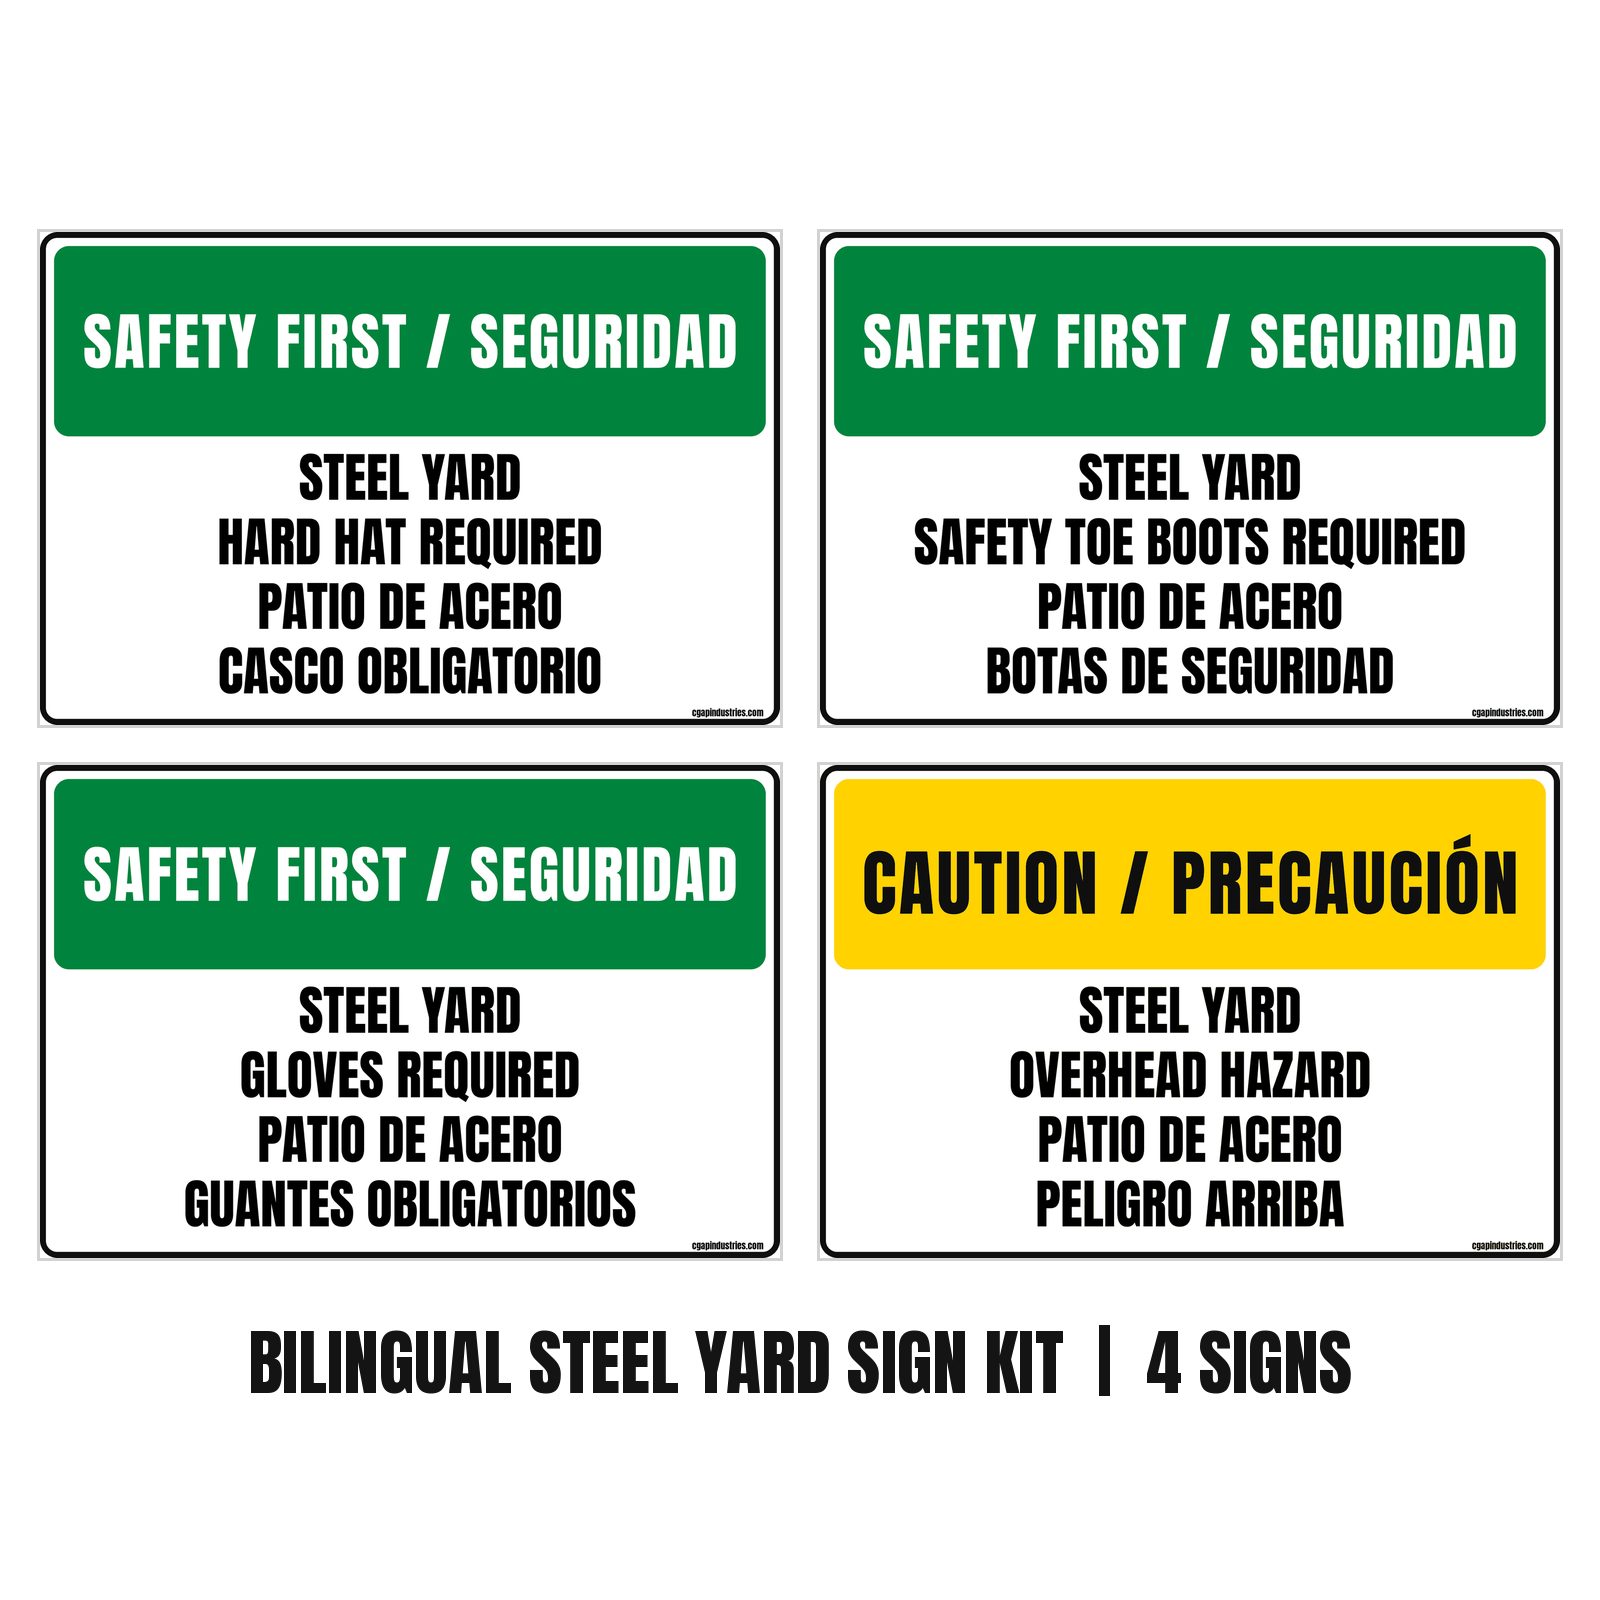 SAFETY FIRST / SEGURIDAD
STEEL YARD
HARD HAT REQUIRED
PATIO DE ACERO
CASCO OBLIGATORIO
cgapindustries.com
SAFETY FIRST / SEGURIDAD
STEEL YARD
SAFETY TOE BOOTS REQUIRED
PATIO DE ACERO
BOTAS DE SEGURIDAD
cgapindustries.com
SAFETY FIRST / SEGURIDAD
STEEL YARD
GLOVES REQUIRED
PATIO DE ACERO
GUANTES OBLIGATORIOS
cgapindustries.com
CAUTION / PRECAUCIÓN
STEEL YARD
OVERHEAD HAZARD
PATIO DE ACERO
PELIGRO ARRIBA
cgapindustries.com
BILINGUAL STEEL YARD SIGN KIT | 4 SIGNS